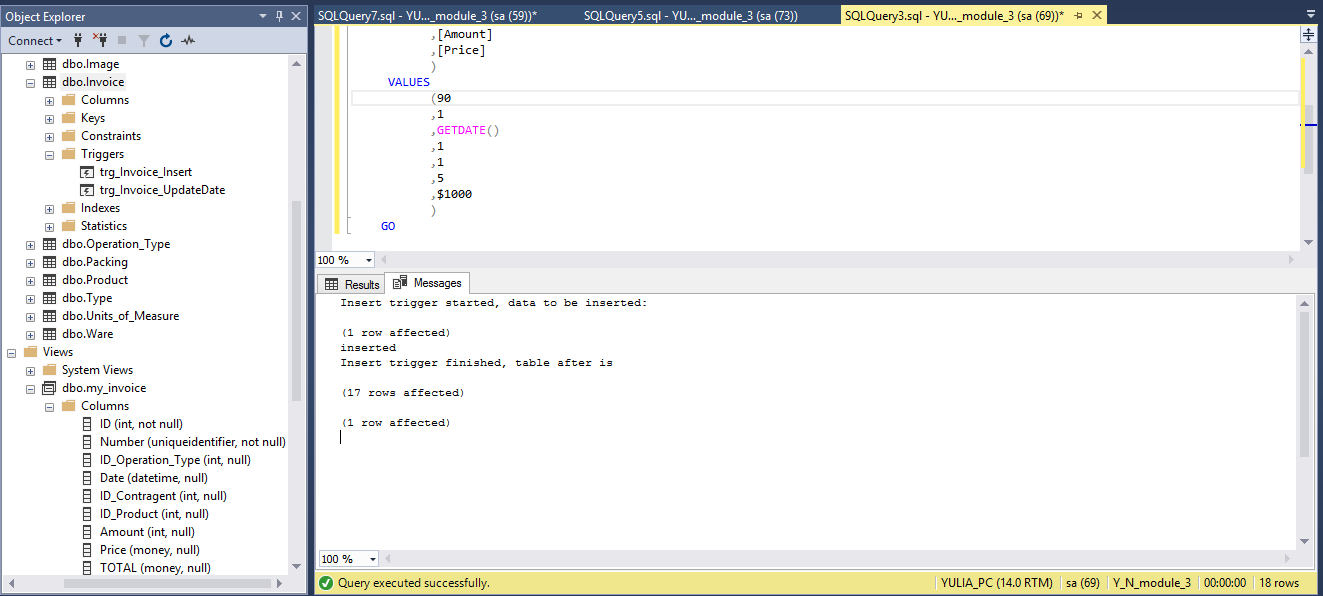 Object Explorer
Connect
dbo.Image
dbo.Invoice
Columns
Keys
Constraints
Triggers
trg_Invoice_Insert
trg_Invoice_UpdateDate
Indexes
Statistics
dbo.Operation_Type
dbo.Packing
dbo.Product
dbo.Type
dbo.Units_of_Measure
dbo.Ware
Views
System Views
dbo.my_invoice
Columns
ID (int, not null)
Number (uniqueidentifier, not null)
ID_Operation_Type (int, null)
Date (datetime, null)
ID_Contragent (int, null)
ID_Product (int, null)
Amount (int, null)
Price (money, null)
TOTAL (money, null)
SQLQuery7.sql - YU..._module_3 (sa (59))* SQLQuery5.sql - YU..._module_3 (sa (73)) SQLQuery3.sql - YU..._module_3 (sa (69))*
,[Amount]
,[Price]
)
VALUES
(90
,1
,GETDATE()
,1
,1
,5
,$1000
)
GO
100 %
Results Messages
Insert trigger started, data to be inserted:
(1 row affected)
inserted
Insert trigger finished, table after is
(17 rows affected)
(1 row affected)
100 %
Query executed successfully. YULIA_PC (14.0 RTM) sa (69) Y_N_module_3 00:00:00 18 rows